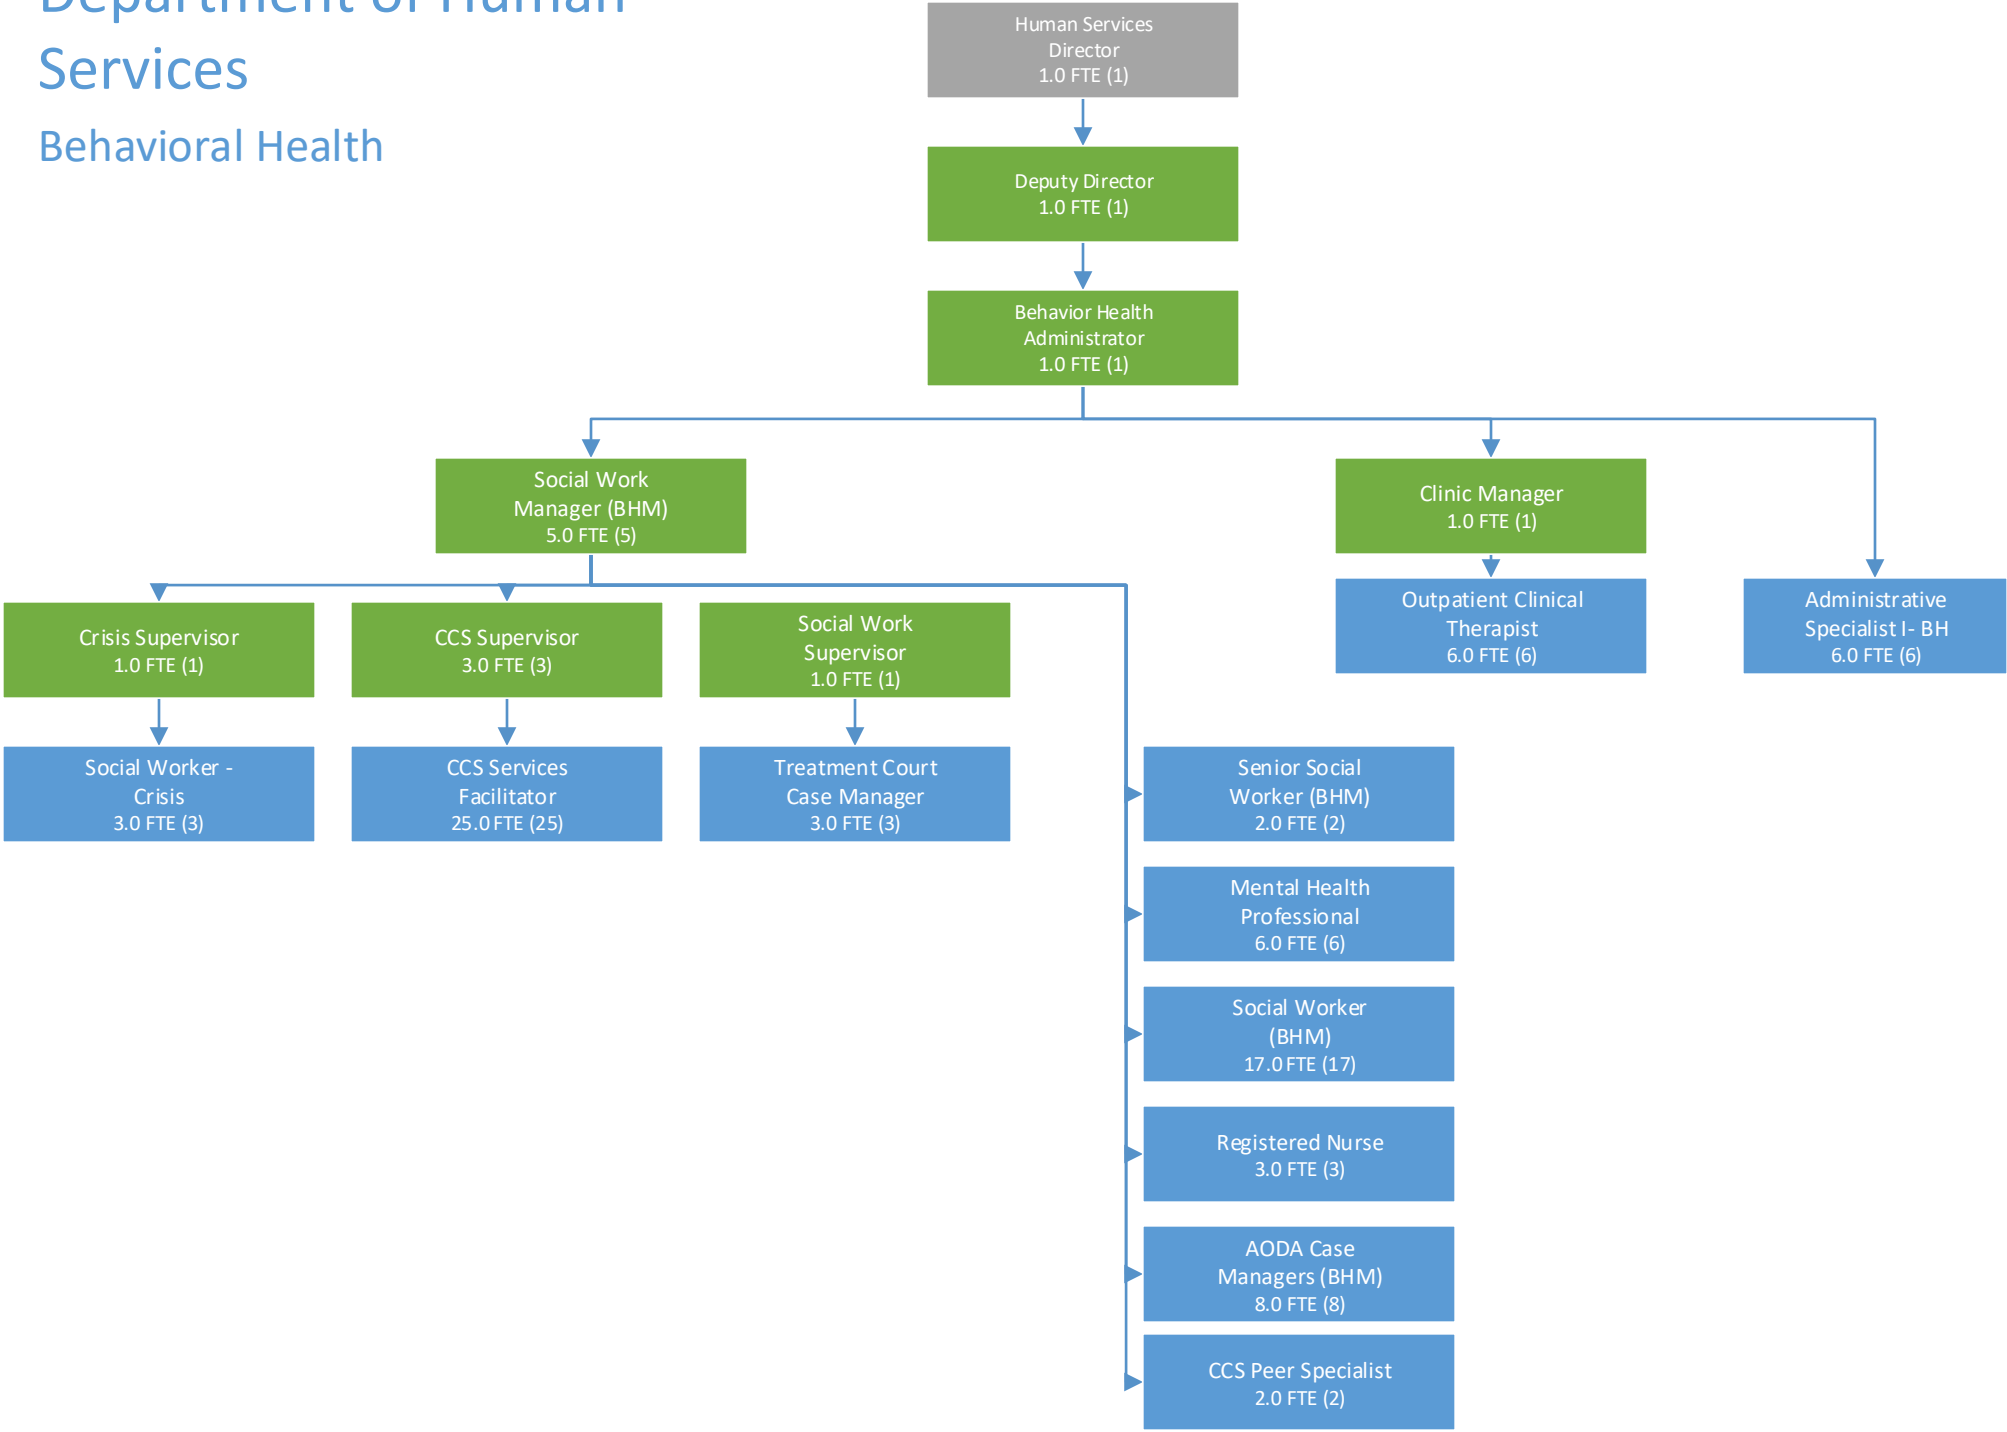 Department of Human
Services
Behavioral Health
Human Services
Director
1.0 FTE (1)
Deputy Director
1.0 FTE (1)
Behavior Health
Administrator
1.0 FTE (1)
Social Work
Manager (BHM)
5.0 FTE (5)
Clinic Manager
1.0 FTE (1)
Crisis Supervisor
1.0 FTE (1)
CCS Supervisor
3.0 FTE (3)
Social Work
Supervisor
1.0 FTE (1)
Outpatient Clinical
Therapist
6.0 FTE (6)
Administrative
Specialist I- BH
6.0 FTE (6)
Social Worker -
Crisis
3.0 FTE (3)
CCS Services
Facilitator
25.0 FTE (25)
Treatment Court
Case Manager
3.0 FTE (3)
Senior Social
Worker (BHM)
2.0 FTE (2)
Mental Health
Professional
6.0 FTE (6)
Social Worker
(BHM)
17.0 FTE (17)
Registered Nurse
3.0 FTE (3)
AODA Case
Managers (BHM)
8.0 FTE (8)
CCS Peer Specialist
2.0 FTE (2)